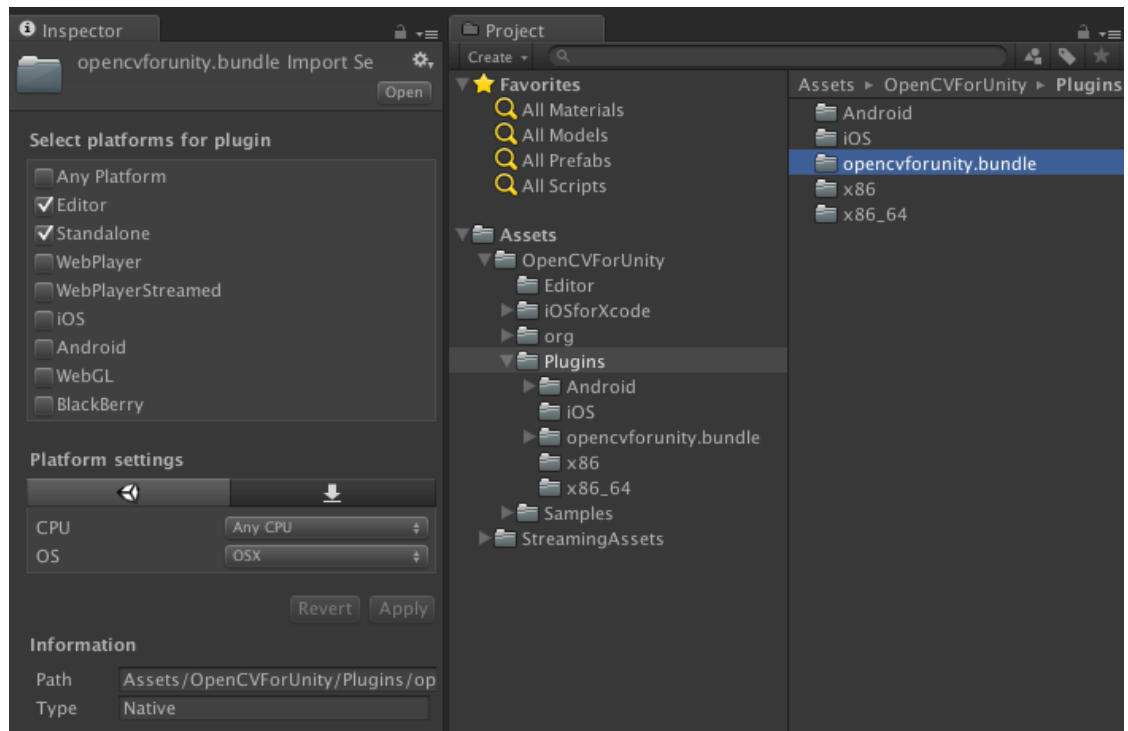 Inspector
opencvforunity.bundle Import Se
Open
Select platforms for plugin
Any Platform
Editor
Standalone
WebPlayer
WebPlayerStreamed
iOS
Android
WebGL
BlackBerry
Platform settings
CPU Any CPU
OS OSX
Revert Apply
Information
Path Assets/OpenCVForUnity/Plugins/op
Type Native
Project
Create
Favorites
All Materials
All Models
All Prefabs
All Scripts
Assets
OpenCVForUnity
Editor
iOSforXcode
org
Plugins
Android
iOS
opencvforunity.bundle
x86
x86_64
Samples
StreamingAssets
Assets OpenCVForUnity Plugins
Android
iOS
opencvforunity.bundle
x86
x86_64